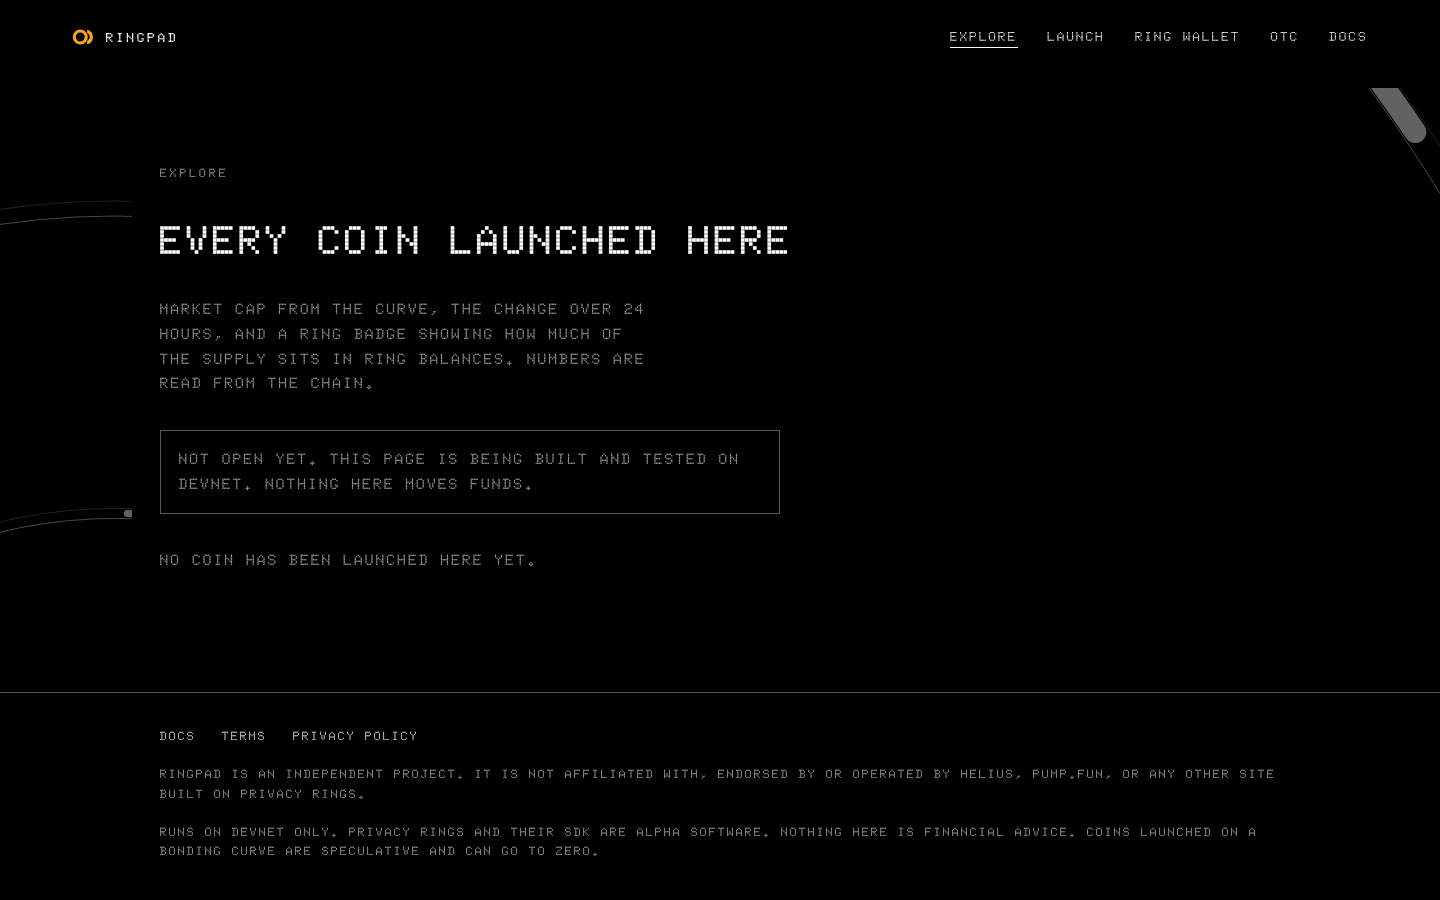 RINGPAD
EXPLORE LAUNCH RING WALLET OTC DOCS
EXPLORE
EVERY COIN LAUNCHED HERE
MARKET CAP FROM THE CURVE, THE CHANGE OVER 24
HOURS, AND A RING BADGE SHOWING HOW MUCH OF
THE SUPPLY SITS IN RING BALANCES. NUMBERS ARE
READ FROM THE CHAIN.
NOT OPEN YET. THIS PAGE IS BEING BUILT AND TESTED ON
DEVNET. NOTHING HERE MOVES FUNDS.
NO COIN HAS BEEN LAUNCHED HERE YET.
DOCS TERMS PRIVACY POLICY
RINGPAD IS AN INDEPENDENT PROJECT. IT IS NOT AFFILIATED WITH, ENDORSED BY OR OPERATED BY HELIUS, PUMP.FUN, OR ANY OTHER SITE
BUILT ON PRIVACY RINGS.
RUNS ON DEVNET ONLY. PRIVACY RINGS AND THEIR SDK ARE ALPHA SOFTWARE. NOTHING HERE IS FINANCIAL ADVICE. COINS LAUNCHED ON A
BONDING CURVE ARE SPECULATIVE AND CAN GO TO ZERO.